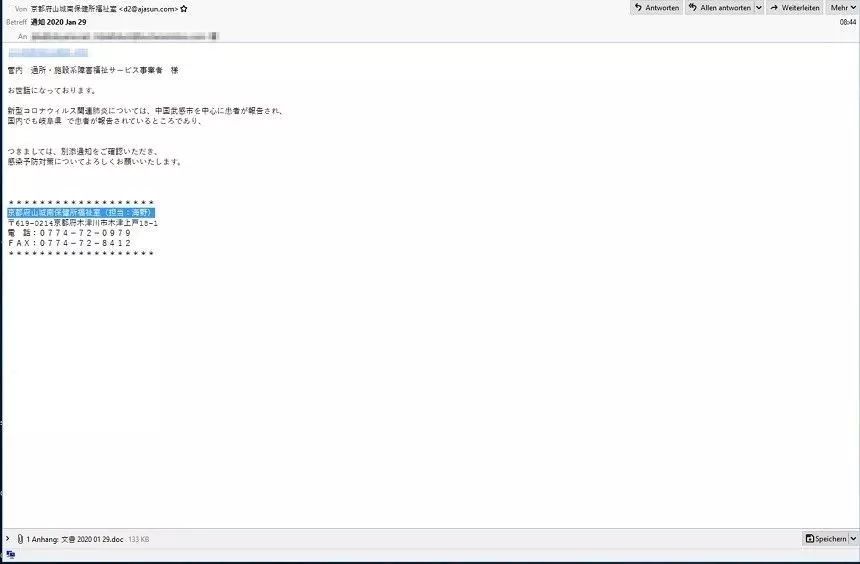 Von 京都府山城南保健所福祉室 <d2@ajasun.com>
Antworten Allen antworten Weiterleiten Mehr
Betreff 通知 2020 Jan 29
08:44
An
管内 通所・施設系障害福祉サービス事業者 様
お世話になっております。
新型コロナウィルス関連肺炎については、中国武感市を中心に患者が報告され、
国内でも岐阜県 で患者が報告されているところであり、
つきましては、別添通知をご確認いただき、
感染予防対策についてよろしくお願いいたします。
＊＊＊＊＊＊＊＊＊＊＊＊＊＊＊＊＊＊＊
京都府山城南保健所福祉室（担当：海野）
〒619-0214京都府木津川市木津上戸18-1
電　話：０７７４－７２－０９７９
ＦＡＸ：０７７４－７２－８４１２
＊＊＊＊＊＊＊＊＊＊＊＊＊＊＊＊＊＊＊
1 Anhang: 文書 2020 01 29.doc 133 KB
Speichern